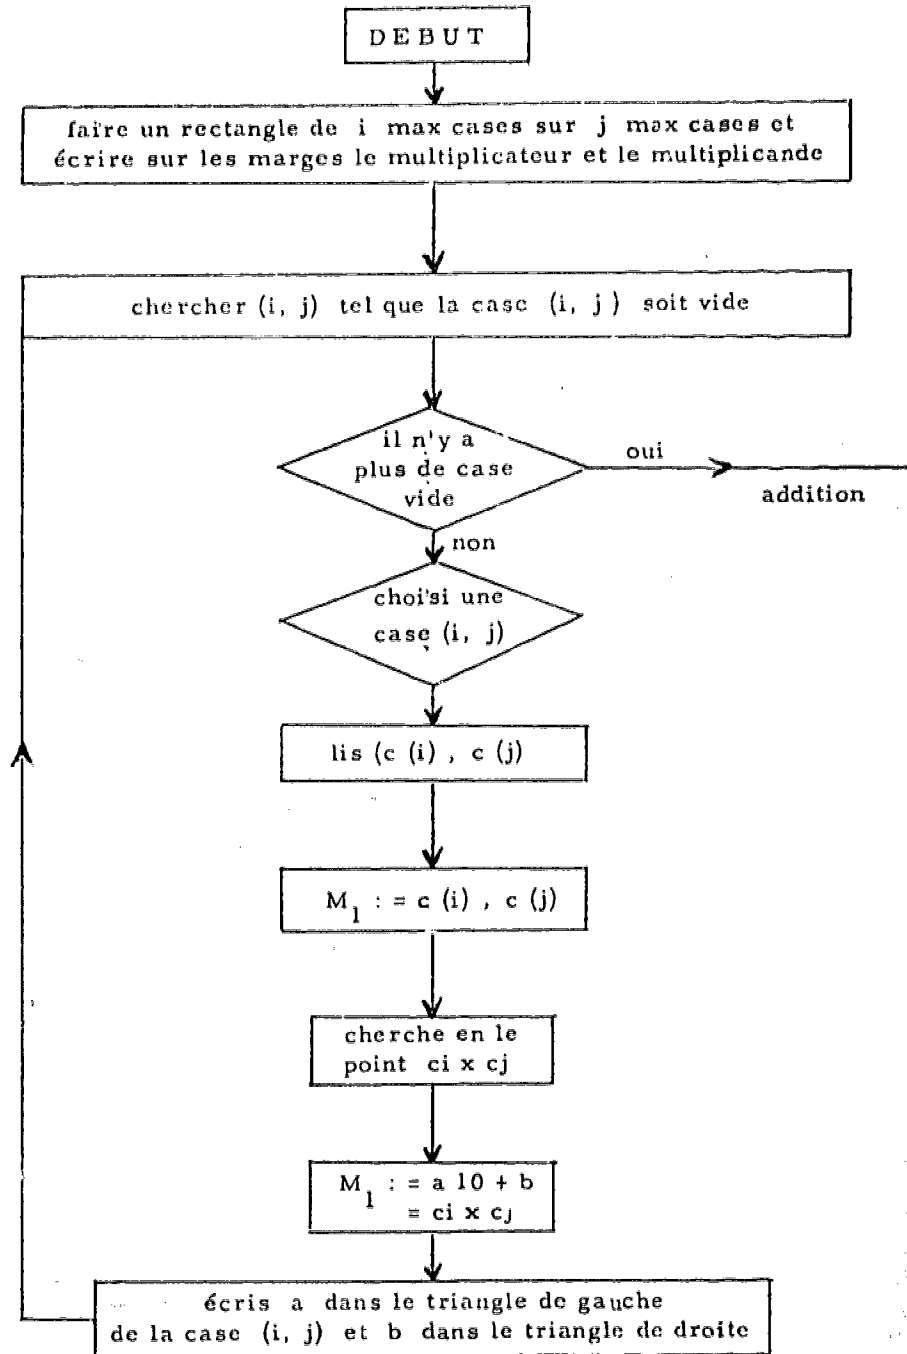 DEBUT
faire un rectangle de i max cases sur j max cases et
écrire sur les marges le multiplicateur et le multiplicande
chercher (i, j) tel que la case (i, j ) soit vide
il n'y a
plus de case
vide
oui
addition
non
choisi une
case (i, j)
lis (c (i) , c (j)
M1 : = c (i) , c (j)
cherche en le
point ci x cj
M1 : = a 10 + b
= ci x cj
écris a dans le triangle de gauche
de la case (i, j) et b dans le triangle de droite